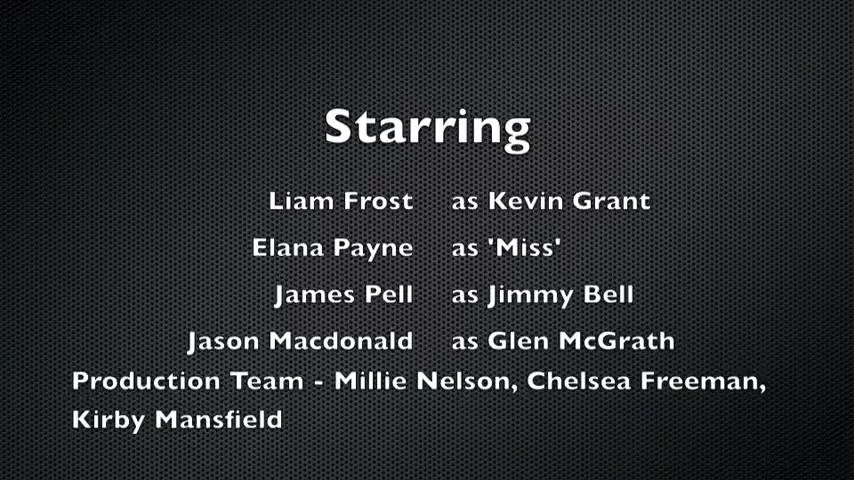 Starring
Liam Frost as Kevin Grant
Elana Payne as 'Miss'
James Pell as Jimmy Bell
Jason Macdonald as Glen McGrath
Production Team - Millie Nelson, Chelsea Freeman,
Kirby Mansfield